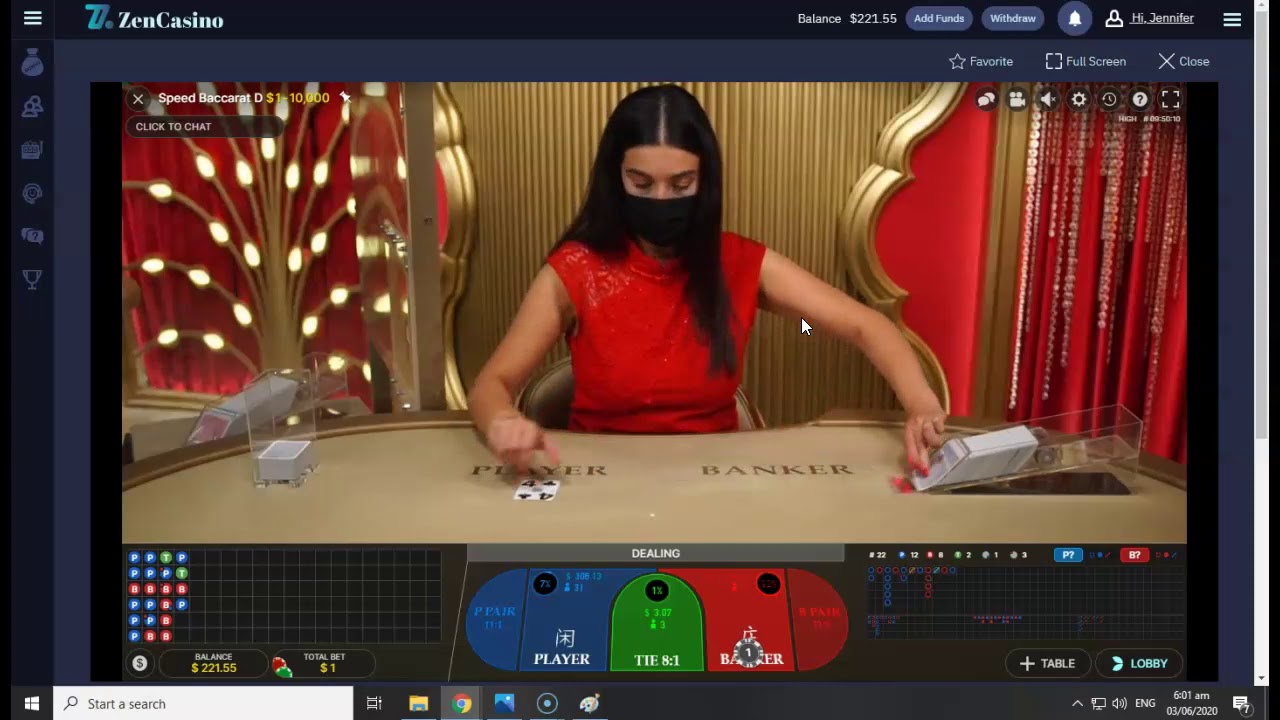 ZenCasino
Balance $221.55 Add Funds Withdraw Hi, Jennifer
Favorite Full Screen Close
Speed Baccarat D $1–10,000
CLICK TO CHAT
HIGH # 09:50:10
PLAYER BANKER
4
DEALING
# 22 P 12 B 8 T 2 1 3 P? B?
P P T P
P P P T
B B B B
P P B P
P P B
P B B
7% $ 306.13
31
1%
$ 3.07
3
P PAIR
11:1
闲
PLAYER
TIE 8:1
庄
1
B PAIR
BALANCE
$ 221.55
TOTAL BET
$ 1
TABLE LOBBY
Start a search
ENG
6:01 am
03/06/2020